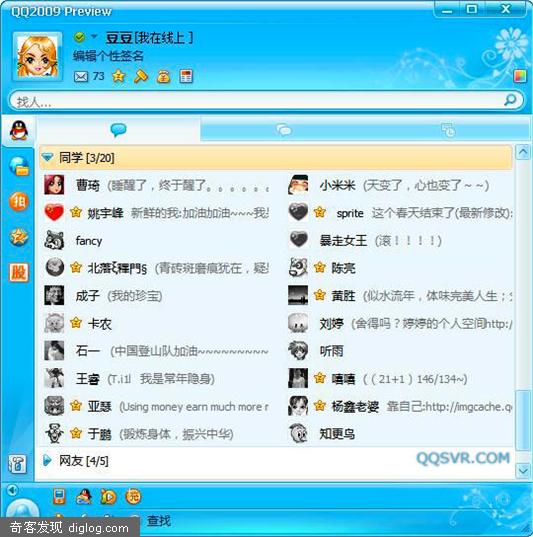 QQ2009 Preview
豆豆[我在线上 ]
编辑个性签名
73
找人...
同学 [3/20]
曹琦 (睡醒了，终于醒了。。。。。。
小米米 (天变了，心也变了～～)
姚宇峰 新鲜的我:加油加油~~~我是
sprite 这个春天结束了(最新修改):
fancy
暴走女王 (滚！！！！)
北落ξ釋門§ (青砖斑磨痕犹在，疑是
陈亮
成子 (我的珍宝)
黄胜 (似水流年，体味完美人生；
卡农
刘婷 (舍得吗？婷婷的个人空间http:/
石一 (中国登山队加油~~~~~~~~~
听雨
王睿 (T.i1l 我是常年隐身)
嘻嘻 ((21+1) 146/134~)
亚瑟 (Using money earn much more m
杨鑫老婆 靠自己:http://imgcache.qq
于鹏 (锻炼身体，振兴中华)
知更鸟
网友 [4/5]
QQSVR.COM
拍
股
奇客发现 diglog.com
查找